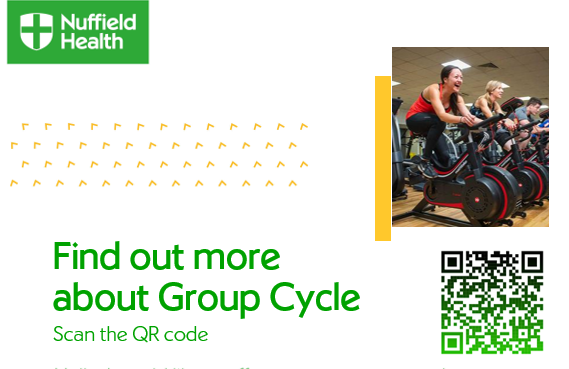 Nuffield
Health
Find out more
about Group Cycle
Scan the QR code